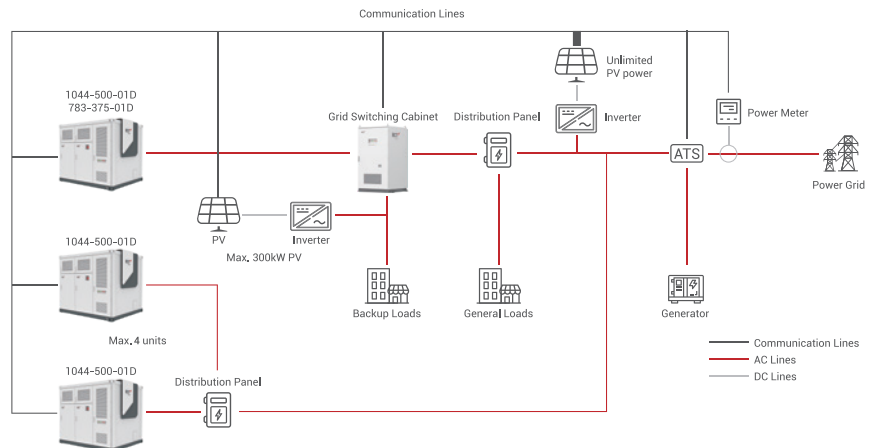 Communication Lines
1044-500-01D
783-375-01D
Grid Switching Cabinet
Distribution Panel
Unlimited
PV power
Inverter
Power Meter
ATS
Power Grid
PV
Inverter
Max. 300kW PV
1044-500-01D
Backup Loads
General Loads
Generator
Max. 4 units
Communication Lines
AC Lines
DC Lines
1044-500-01D
Distribution Panel